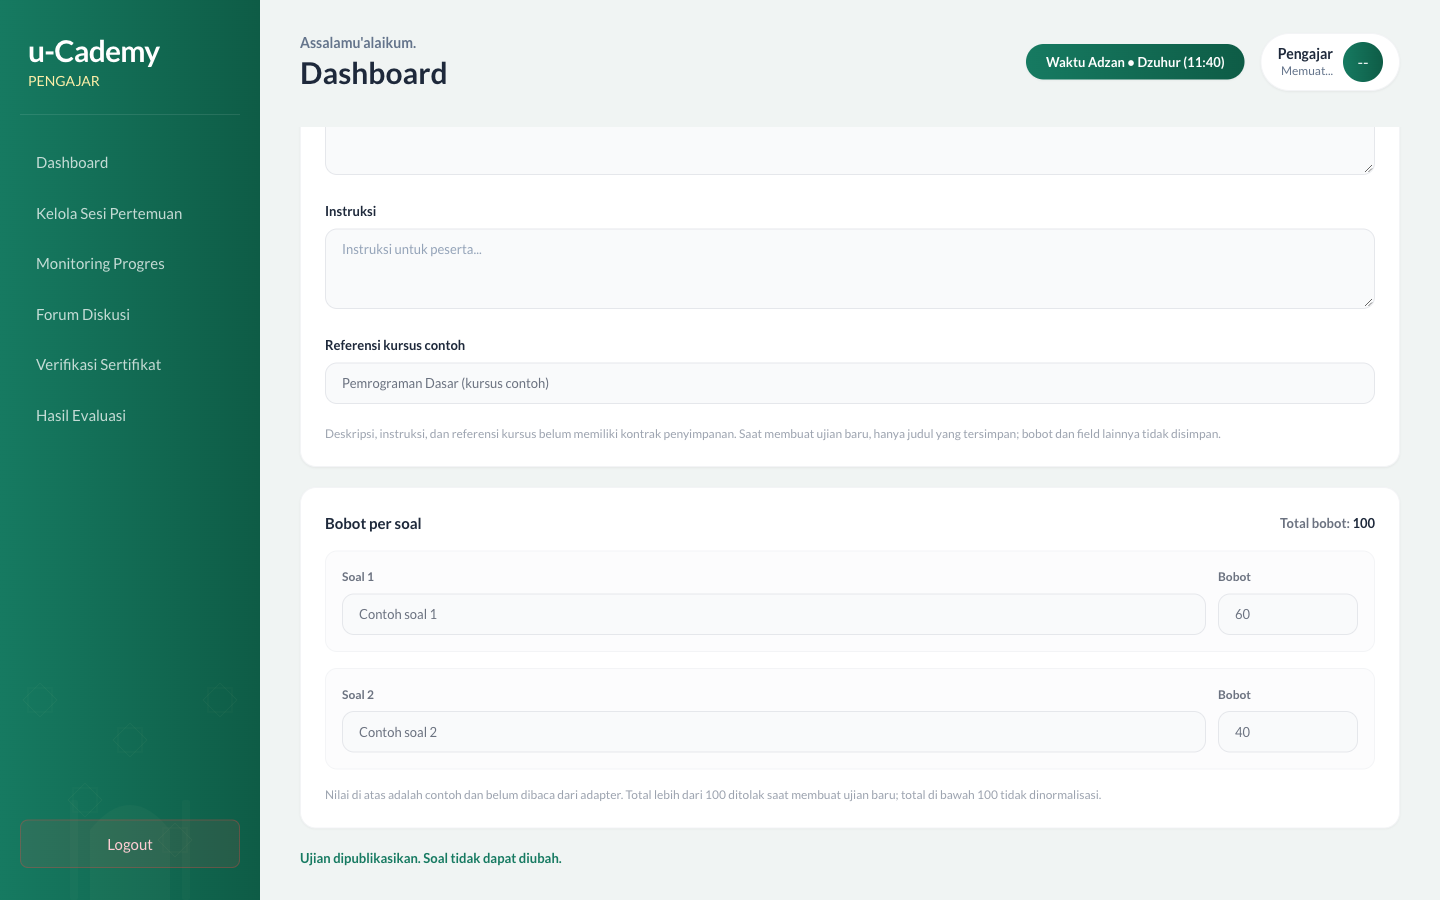 u-Cademy
PENGAJAR
Dashboard
Kelola Sesi Pertemuan
Monitoring Progres
Forum Diskusi
Verifikasi Sertifikat
Hasil Evaluasi
Logout
Assalamu'alaikum.
Dashboard
Waktu Adzan • Dzuhur (11:40)
Pengajar
Memuat...
--
Instruksi
Instruksi untuk peserta...
Referensi kursus contoh
Pemrograman Dasar (kursus contoh)
Deskripsi, instruksi, dan referensi kursus belum memiliki kontrak penyimpanan. Saat membuat ujian baru, hanya judul yang tersimpan; bobot dan field lainnya tidak disimpan.
Bobot per soal
Total bobot: 100
Soal 1
Bobot
Contoh soal 1
60
Soal 2
Bobot
Contoh soal 2
40
Nilai di atas adalah contoh dan belum dibaca dari adapter. Total lebih dari 100 ditolak saat membuat ujian baru; total di bawah 100 tidak dinormalisasi.
Ujian dipublikasikan. Soal tidak dapat diubah.